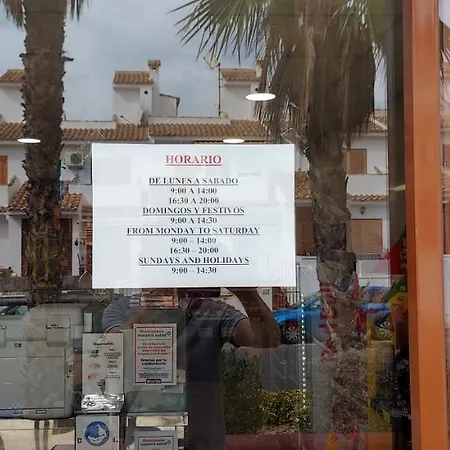 HORARIO
DE LUNES A SABADO
9:00 A 14:00
16:30 A 20:00
DOMINGOS Y FESTIVOS
9:00 A 14:30
FROM MONDAY TO SATURDAY
9:00 – 14:00
16:30 – 20:00
SUNDAYS AND HOLIDAYS
9:00 – 14:30